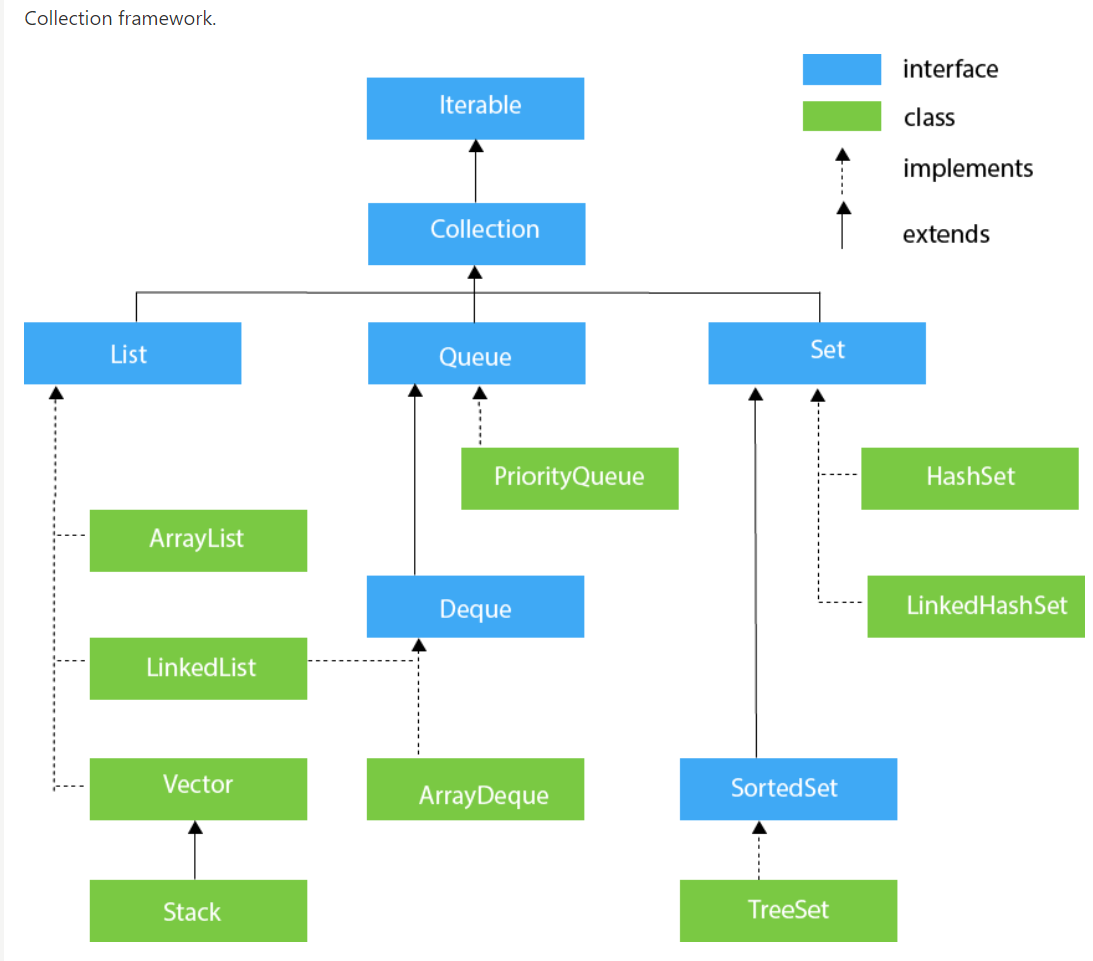 Collection framework.
interface
class
implements
extends
Iterable
Collection
List
Queue
Set
PriorityQueue
HashSet
ArrayList
Deque
LinkedHashSet
LinkedList
Vector
ArrayDeque
SortedSet
Stack
TreeSet